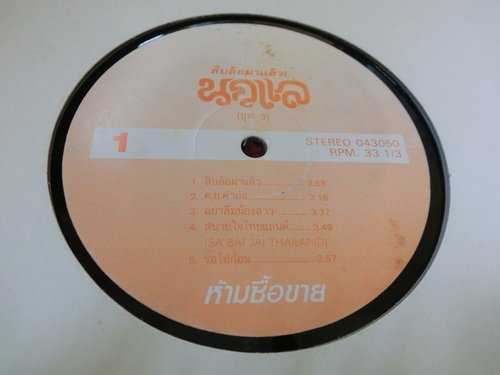 สิบล้อมาแล้ว!
นอแล
(ชุด ๕)
1
STEREO 043050
RPM. 33 1/3
1. สิบล้อมาแล้ว ............ 2.58
2. ค.ย.คำย่อ ............ 3.18
3. อย่าลืมน้องสาว ............ 3.57
4. สบายใจไทยแลนด์ ...... 3.49
(SA BAI JAI THAILAND)
5. รอไปก่อน ............ 3.57
ห้ามซื้อขาย